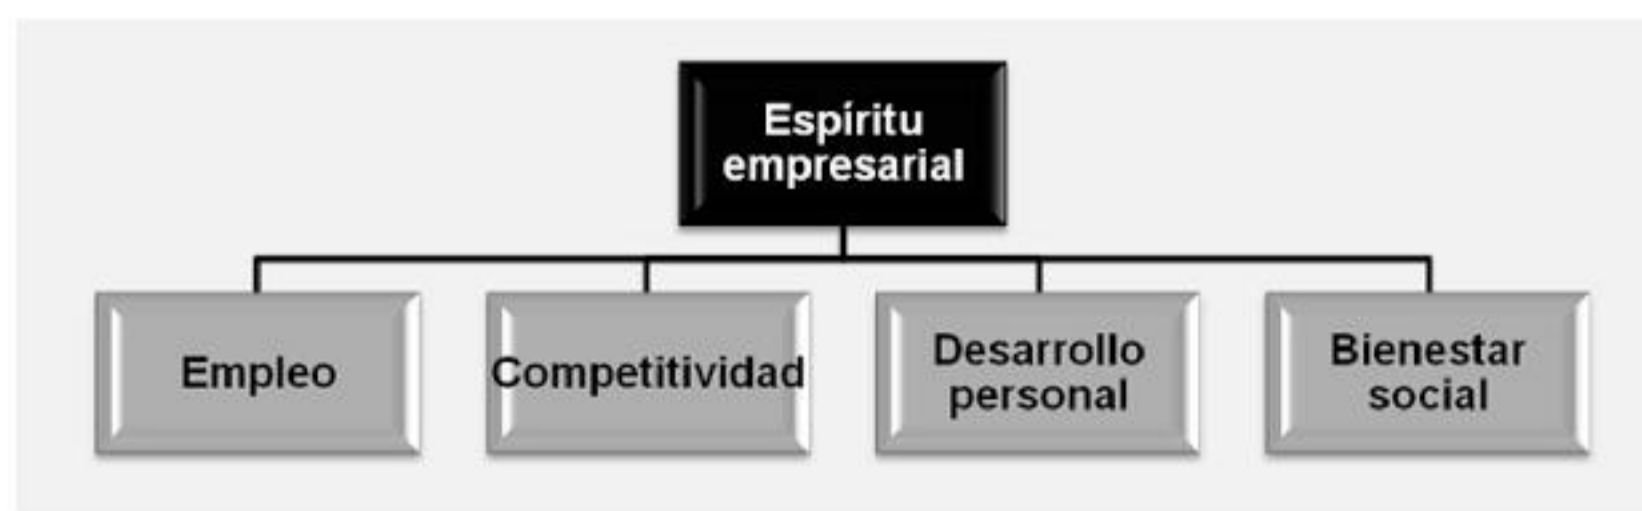 Espíritu
empresarial
Empleo
Competitividad
Desarrollo
personal
Bienestar
social